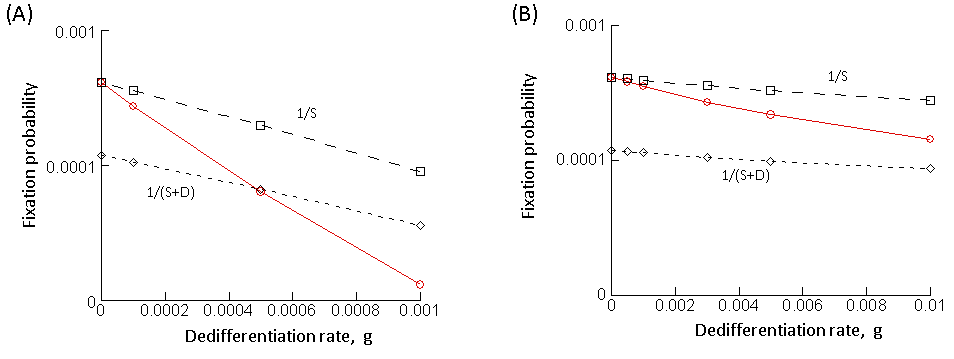 (A)
0.001
Fixation probability
1/S
0.0001
1/(S+D)
0
0 0.0002 0.0004 0.0006 0.0008 0.001
Dedifferentiation rate, g
(B)
0.001
Fixation probability
1/S
0.0001
1/(S+D)
0
0 0.002 0.004 0.006 0.008 0.01
Dedifferentiation rate, g